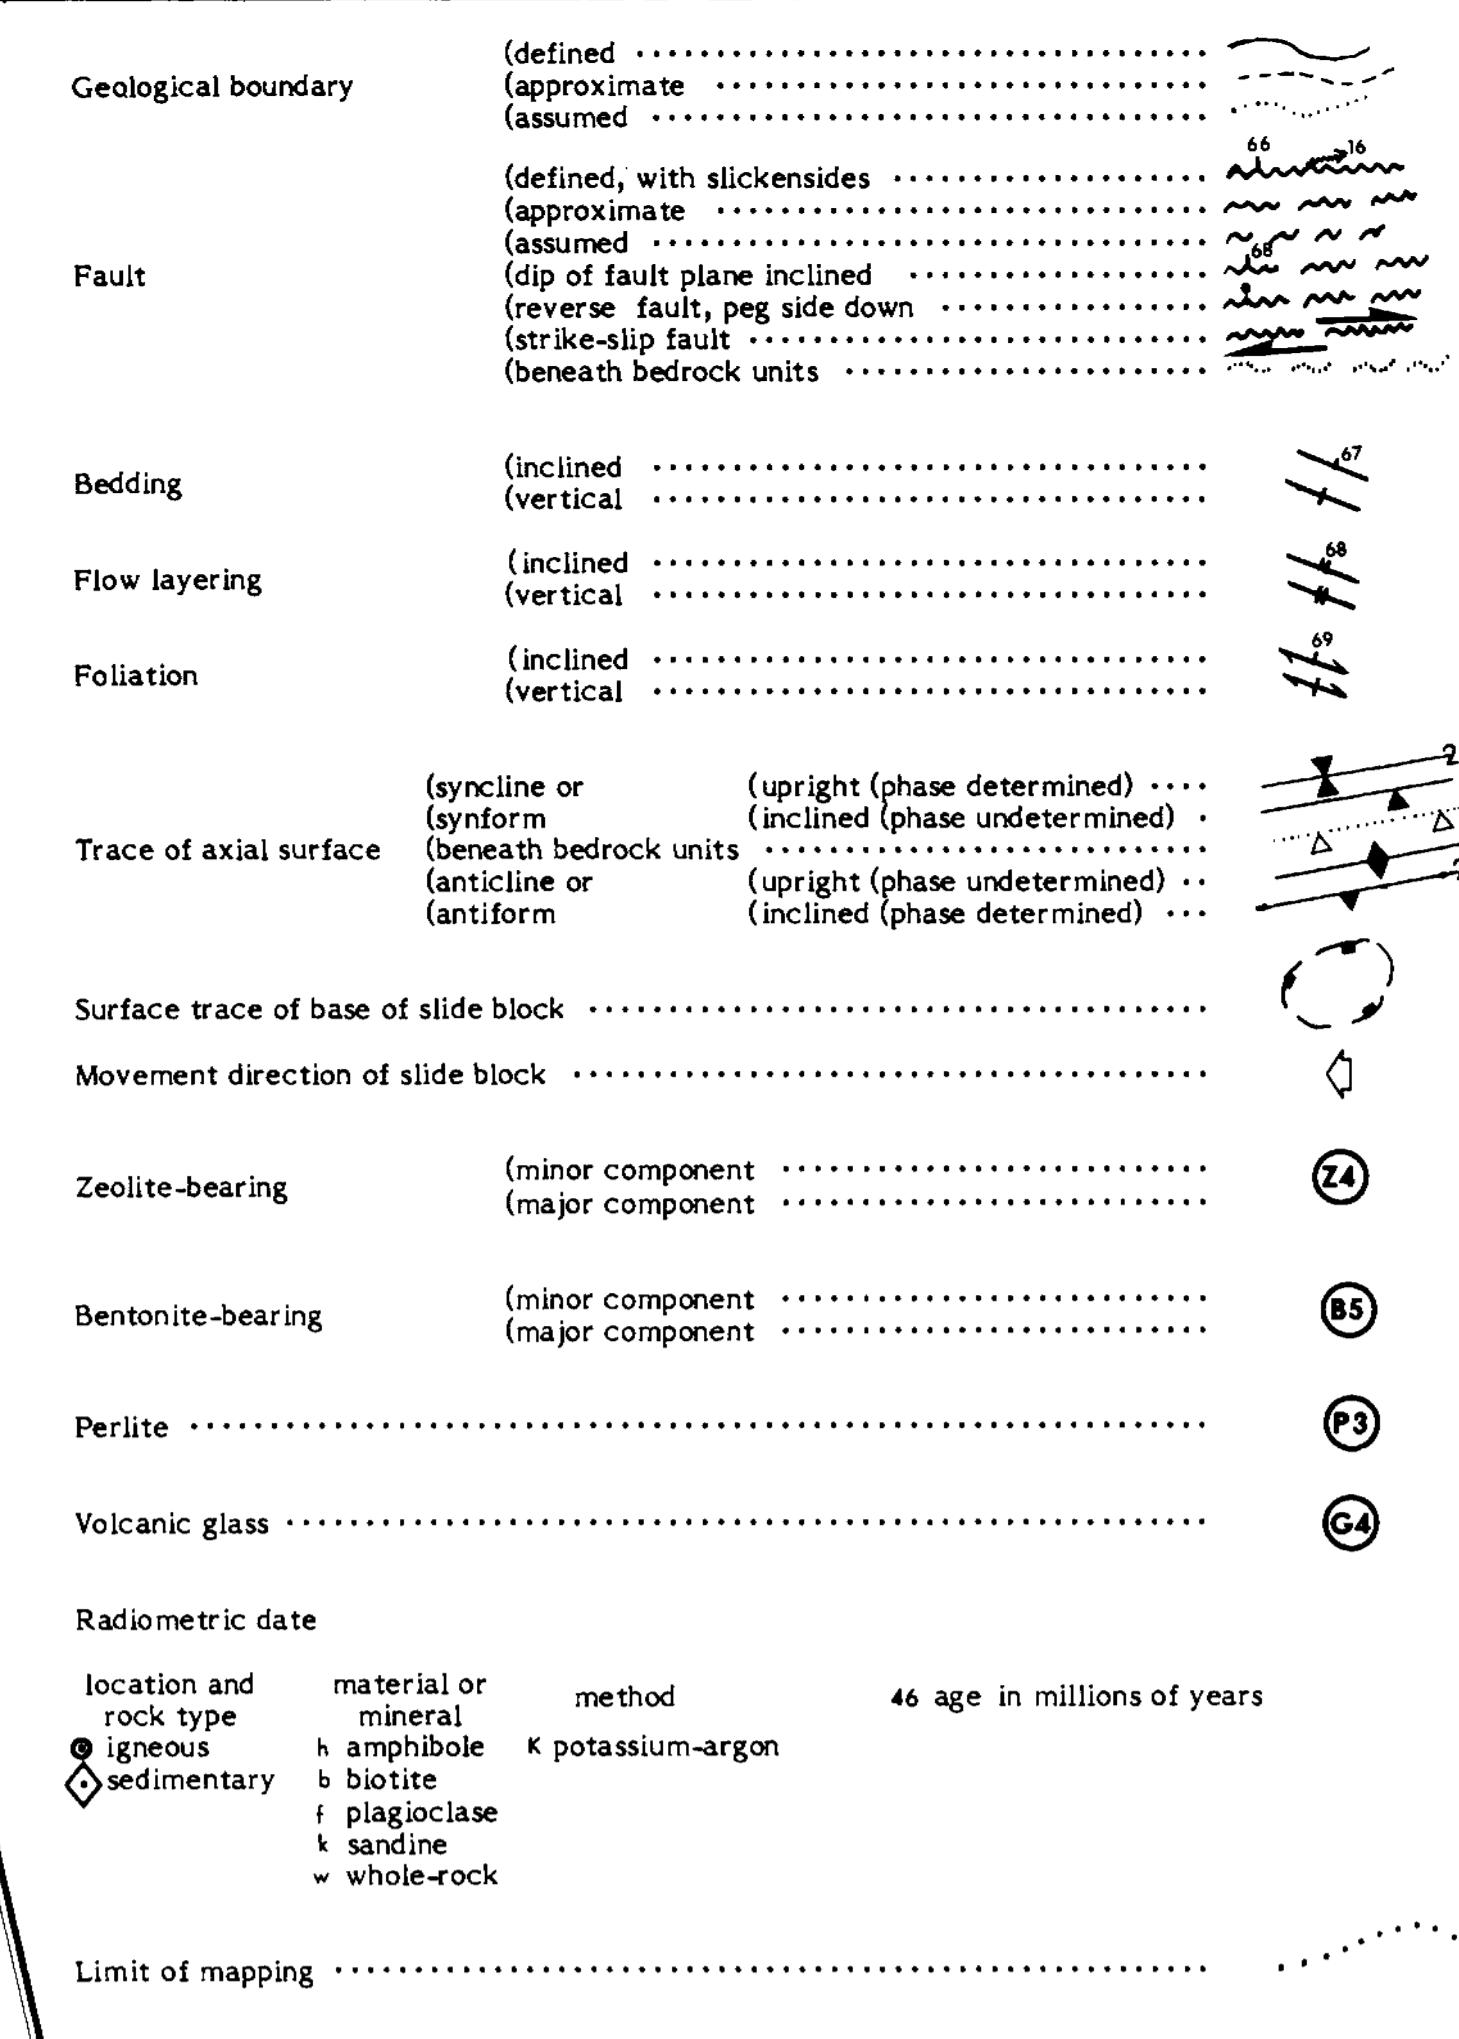 (defined
Geological boundary (approximate
(assumed
66 16
(defined, with slickensides
(approximate
(assumed
68
Fault (dip of fault plane inclined
(reverse fault, peg side down
(strike-slip fault
(beneath bedrock units
(inclined 67
Bedding
(vertical
(inclined 68
Flow layering
(vertical
(inclined 69
Foliation
(vertical
2
(syncline or (upright (phase determined)
(synform (inclined (phase undetermined)
Trace of axial surface (beneath bedrock units
(anticline or (upright (phase undetermined)
(antiform (inclined (phase determined)
Surface trace of base of slide block
Movement direction of slide block
(minor component Z4
Zeolite-bearing
(major component
(minor component B5
Bentonite-bearing
(major component
Perlite P3
Volcanic glass G4
Radiometric date
location and material or
method 46 age in millions of years
rock type mineral
igneous h amphibole K potassium-argon
sedimentary b biotite
f plagioclase
k sandine
w whole-rock
Limit of mapping